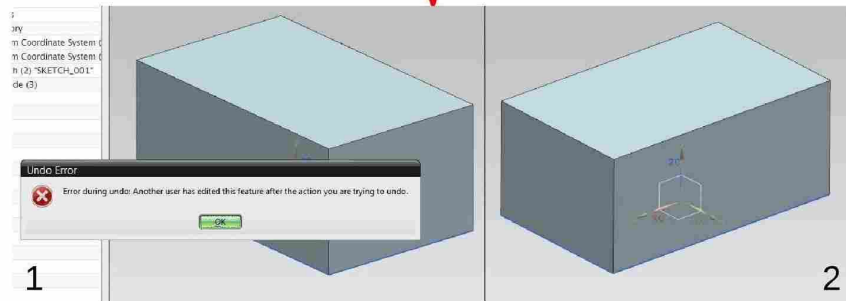 ory
m Coordinate System (
m Coordinate System (
h (2) "SKETCH_001"
de (3)
Undo Error
Error during undo: Another user has edited this feature after the action you are trying to undo.
OK
1
2